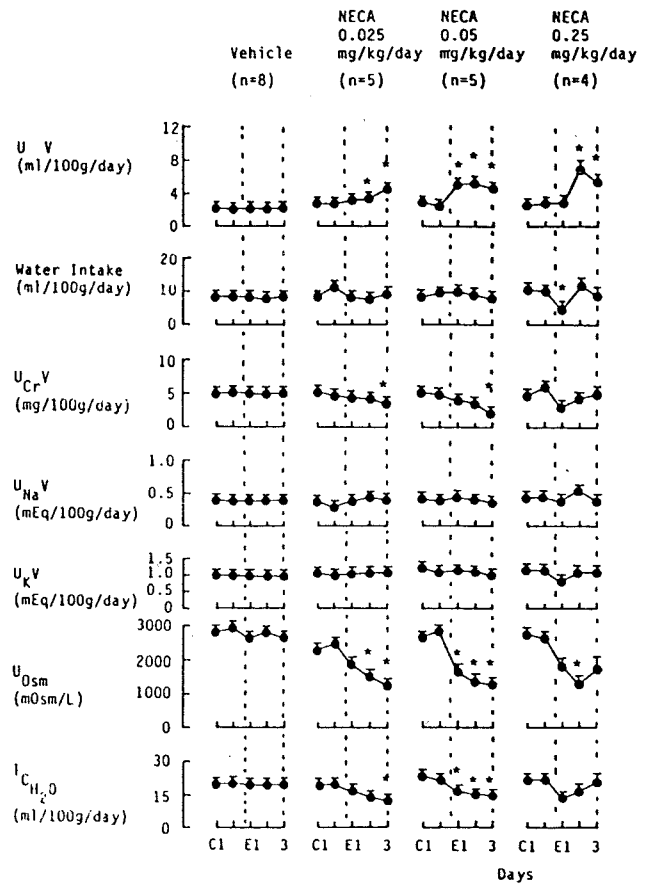 Vehicle
(n=8)
NECA
0.025
mg/kg/day
(n=5)
NECA
0.05
mg/kg/day
(n=5)
NECA
0.25
mg/kg/day
(n=4)
U V
(ml/100g/day)
12
8
4
0
* *
* * *
* *
Water Intake
(ml/100g/day)
20
10
0
*
UCrV
(mg/100g/day)
10
5
0
*
*
UNaV
(mEq/100g/day)
1.0
0.5
0
UKV
(mEq/100g/day)
1.5
1.0
0.5
0
UOsm
(mOsm/L)
3000
2000
1000
0
* *
* * *
*
TCH2O
(ml/100g/day)
30
15
0
*
* * *
C1 E1 3 C1 E1 3 C1 E1 3 C1 E1 3
Days